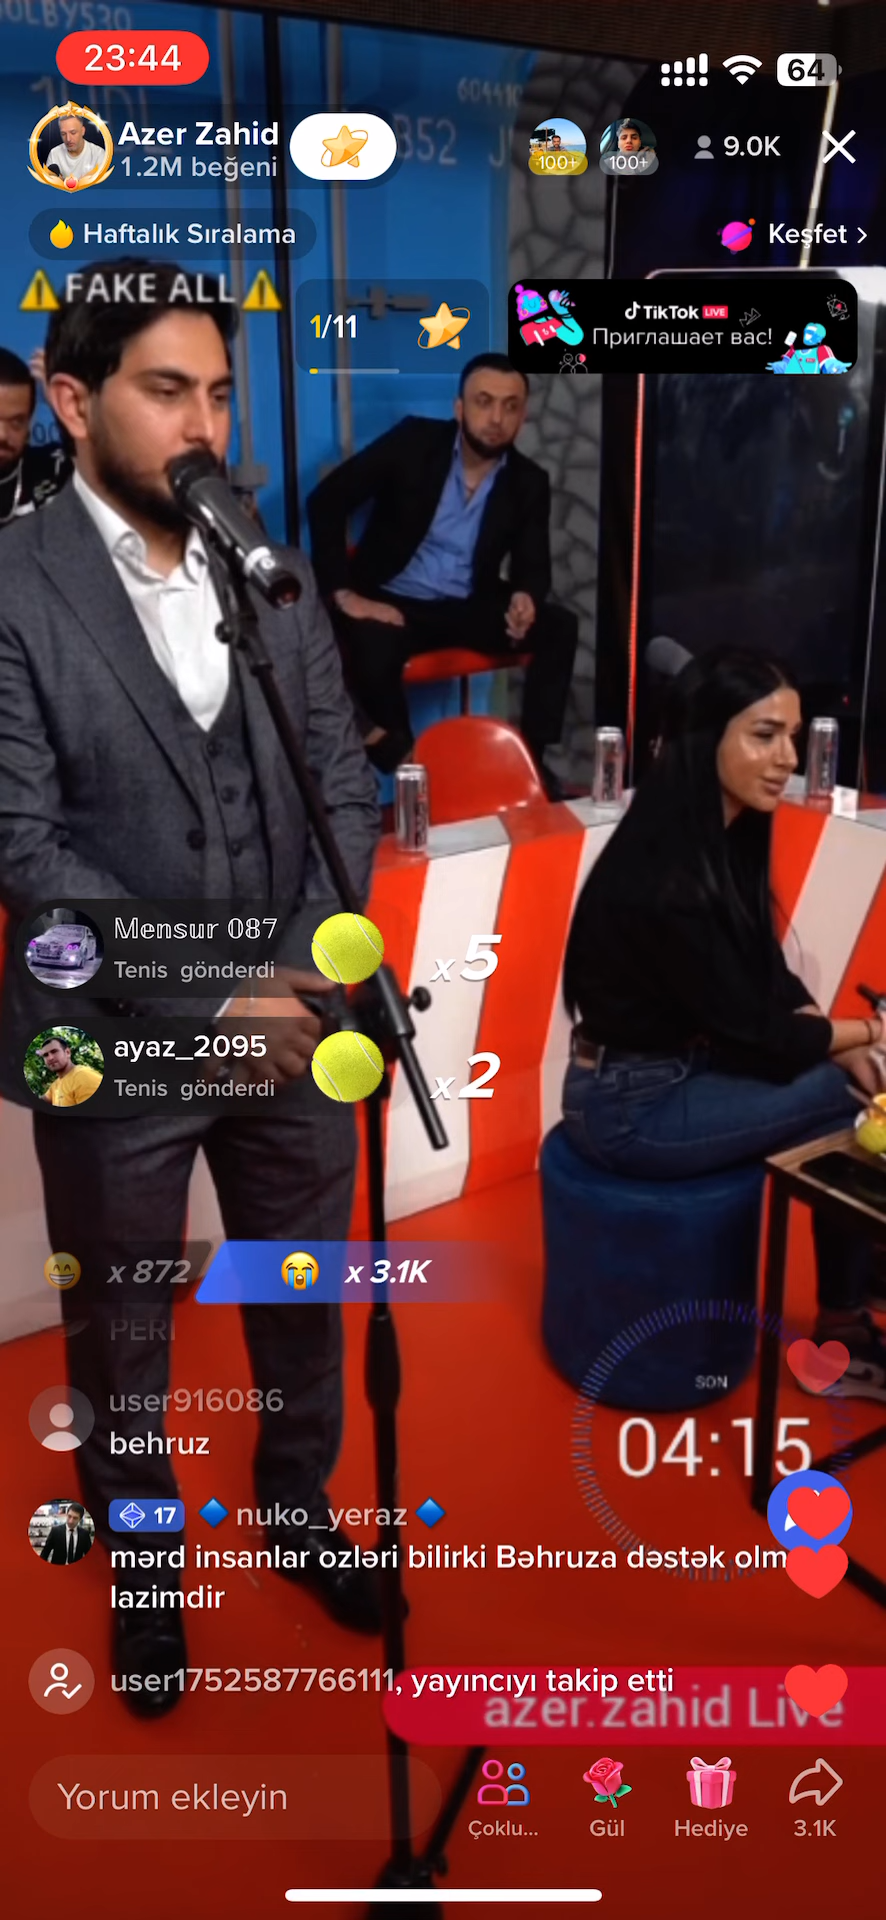 OLBY530
23:44
64
604410
Azer Zahid
1.2M beğeni
100+
100+
9.0K
Haftalık Sıralama
Keşfet >
⚠️FAKE ALL⚠️
1/11
TikTok LIVE
Приглашает вас!
Mensur 087
Tenis gönderdi
x5
ayaz_2095
Tenis gönderdi
x2
x 872
x 3.1K
PERI
SON
04:15
user916086
behruz
17 🔷 nuko_yeraz 🔷
mərd insanlar ozləri bilirki Bəhruza dəstək olm
lazimdir
user1752587766111, yayıncıyı takip etti
azer.zahid Live
Yorum ekleyin
Çoklu...
Gül
Hediye
3.1K